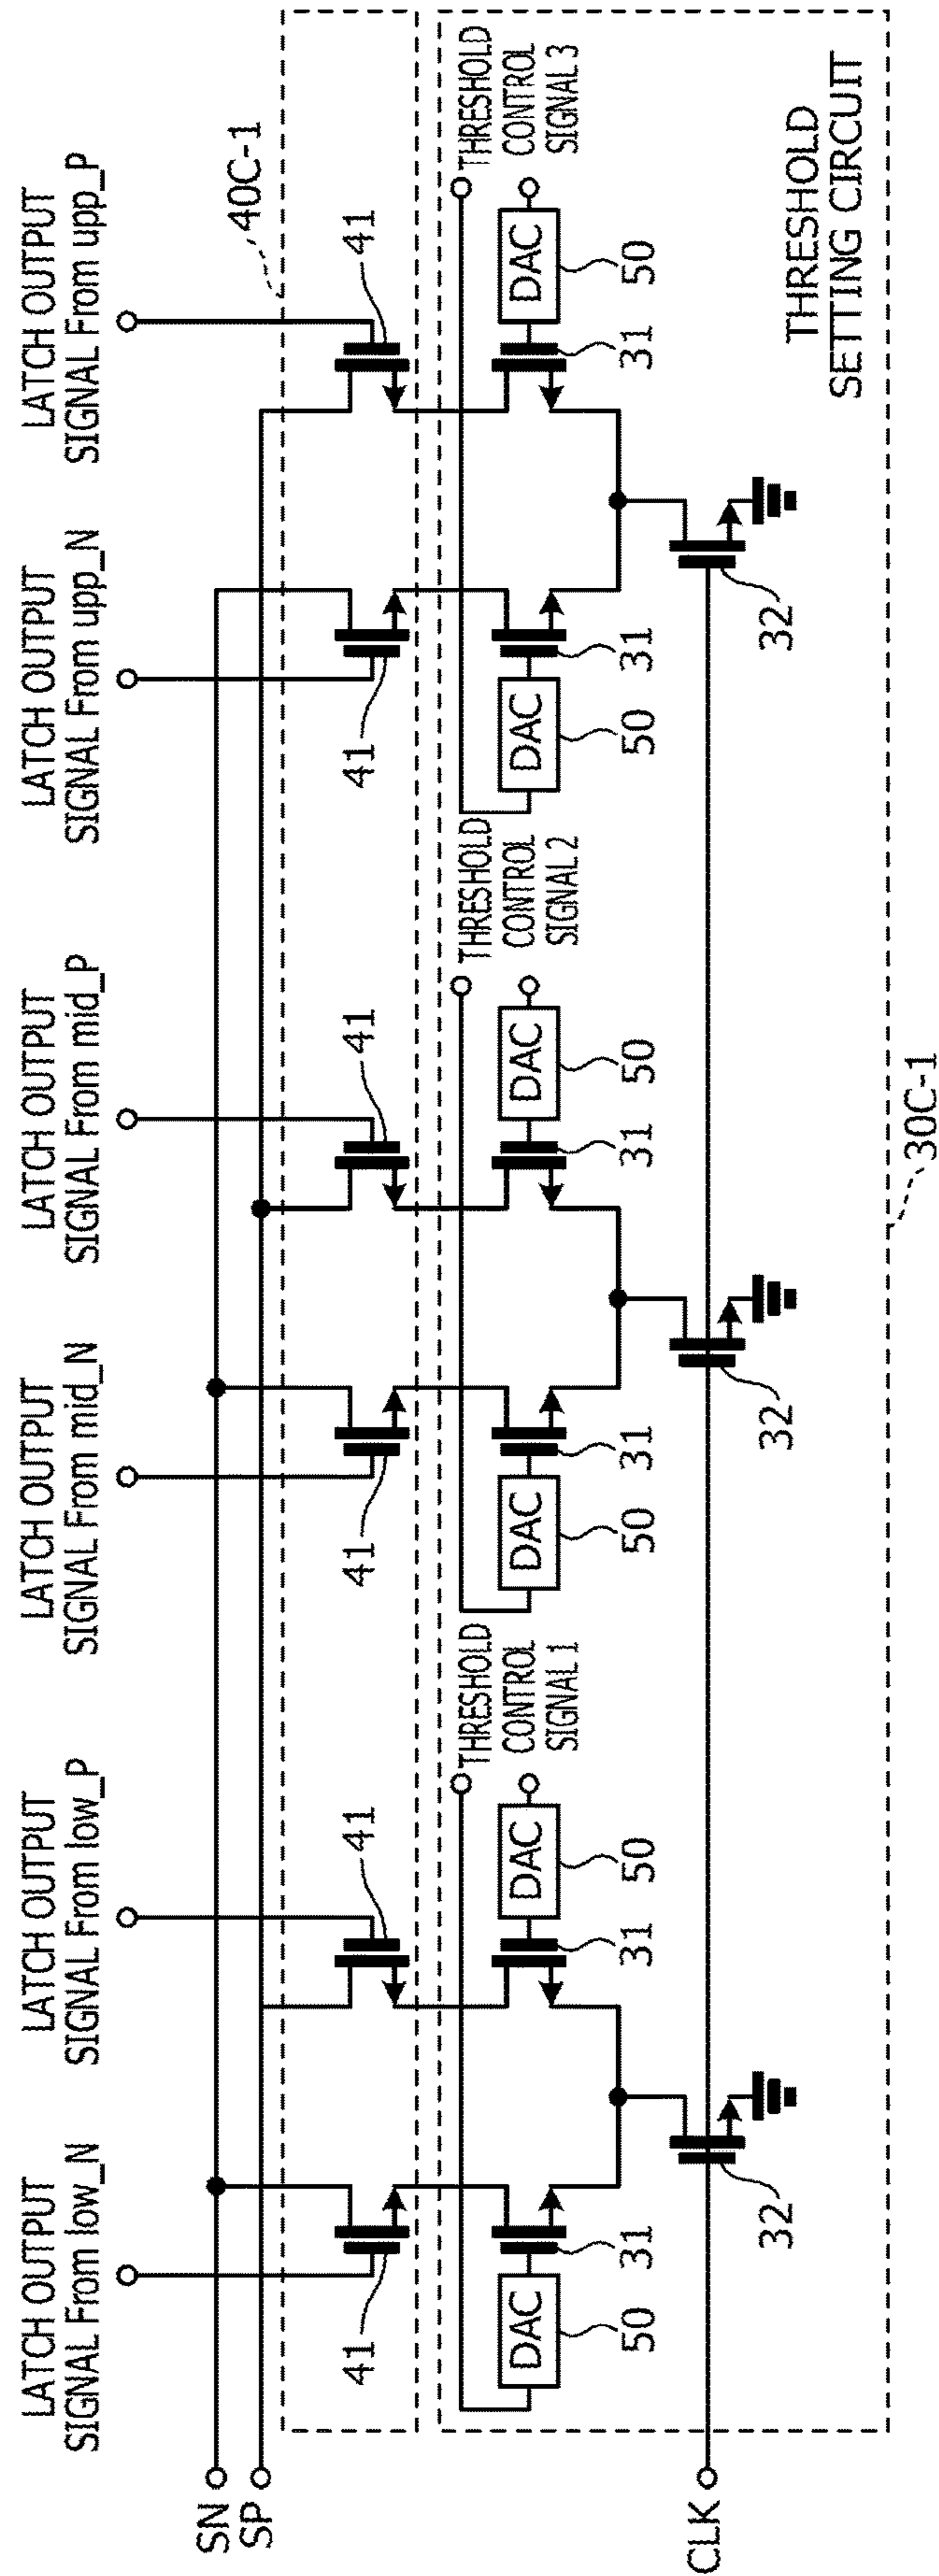 LATCH OUTPUT
SIGNAL From low_N
LATCH OUTPUT
SIGNAL From low_P
LATCH OUTPUT
SIGNAL From mid_N
LATCH OUTPUT
SIGNAL From mid_P
LATCH OUTPUT
SIGNAL From upp_N
LATCH OUTPUT
SIGNAL From upp_P
SN
SP
40C-1
41
41
41
41
41
41
THRESHOLD
CONTROL
SIGNAL 1
THRESHOLD
CONTROL
SIGNAL 2
THRESHOLD
CONTROL
SIGNAL 3
DAC
DAC
DAC
DAC
DAC
DAC
50
31
31
50
50
31
31
50
50
31
31
50
CLK
32
32
32
THRESHOLD
SETTING CIRCUIT
30C-1